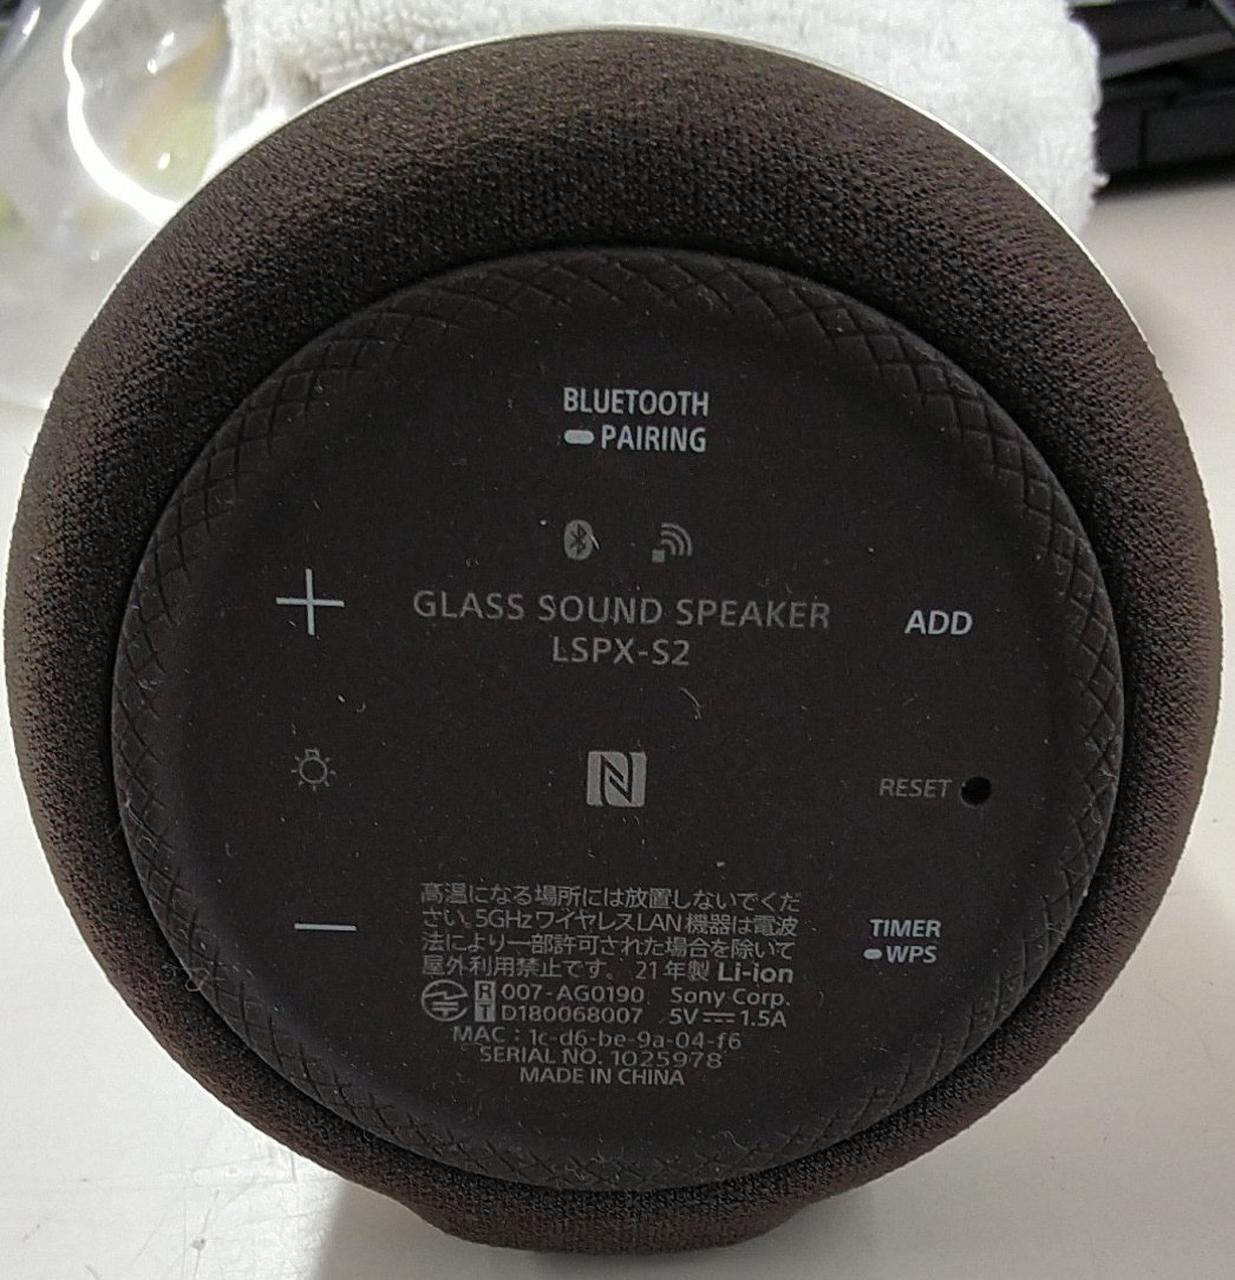 BLUETOOTH
PAIRING
GLASS SOUND SPEAKER
LSPX-S2
ADD
RESET
高温になる場所には放置しないでくだ
さい。5GHzワイヤレスLAN機器は電波
法により一部許可された場合を除いて
屋外利用禁止です。 21年製 Li-ion
R 007-AG0190 Sony Corp.
T D180068007 5V⎓1.5A
MAC : 1c-d6-be-9a-04-f6
SERIAL NO. 1025978
MADE IN CHINA
TIMER
WPS